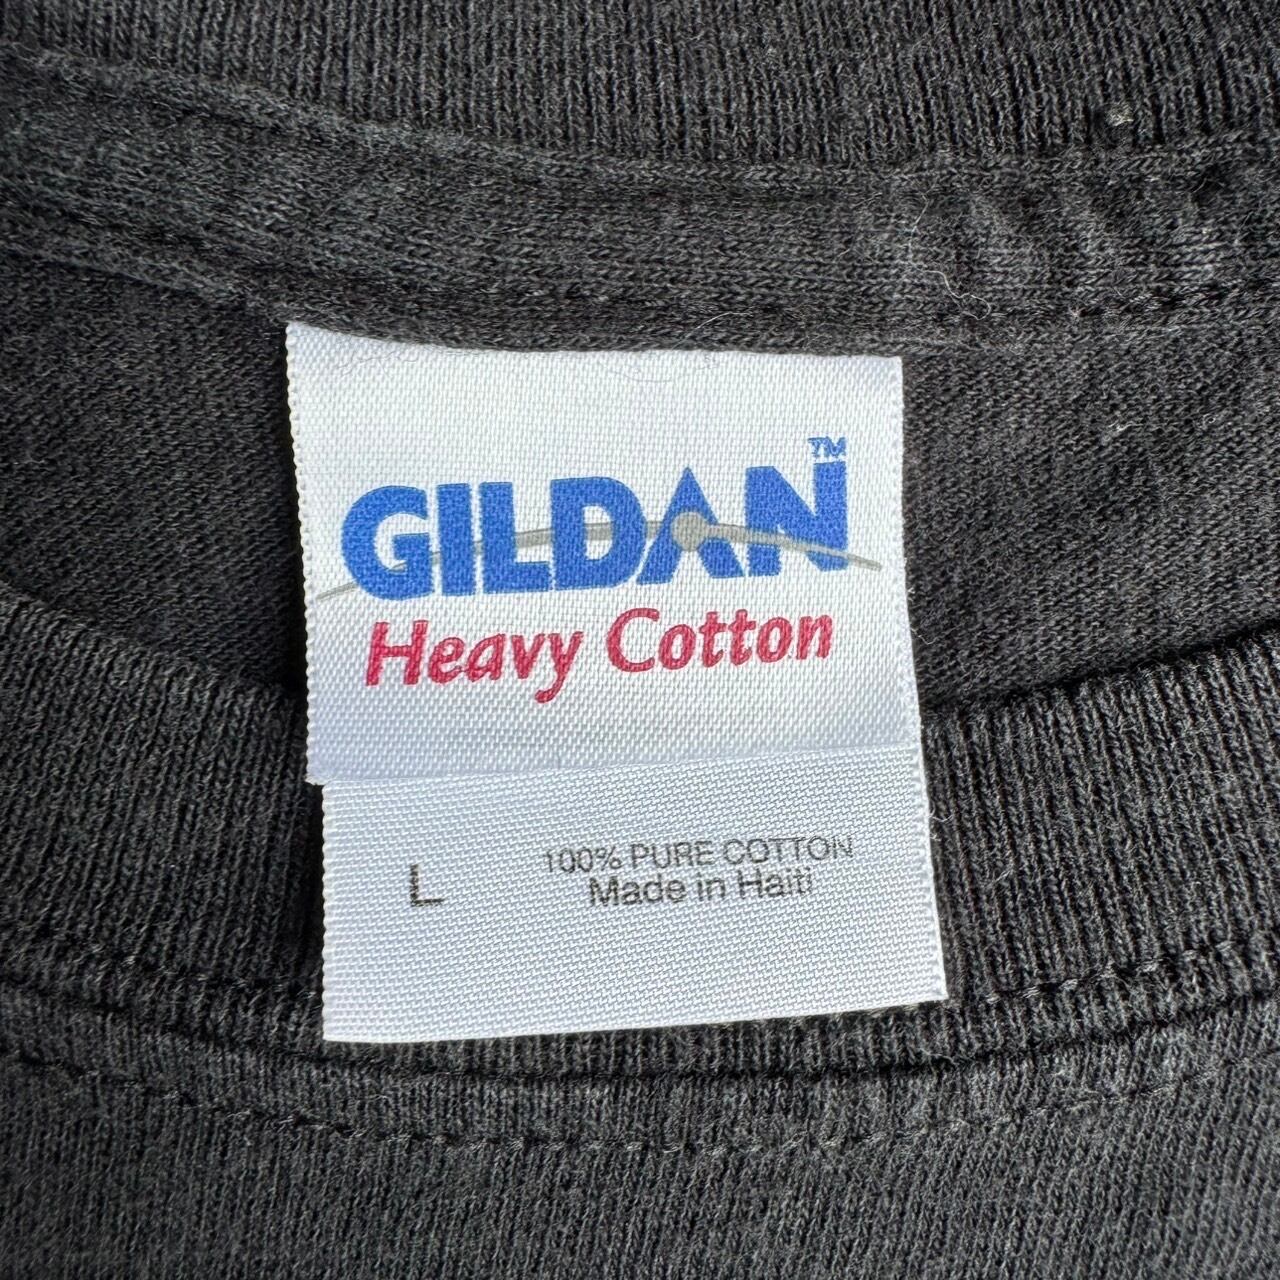 GILDAN™
Heavy Cotton
L
100% PURE COTTON
Made in Haiti